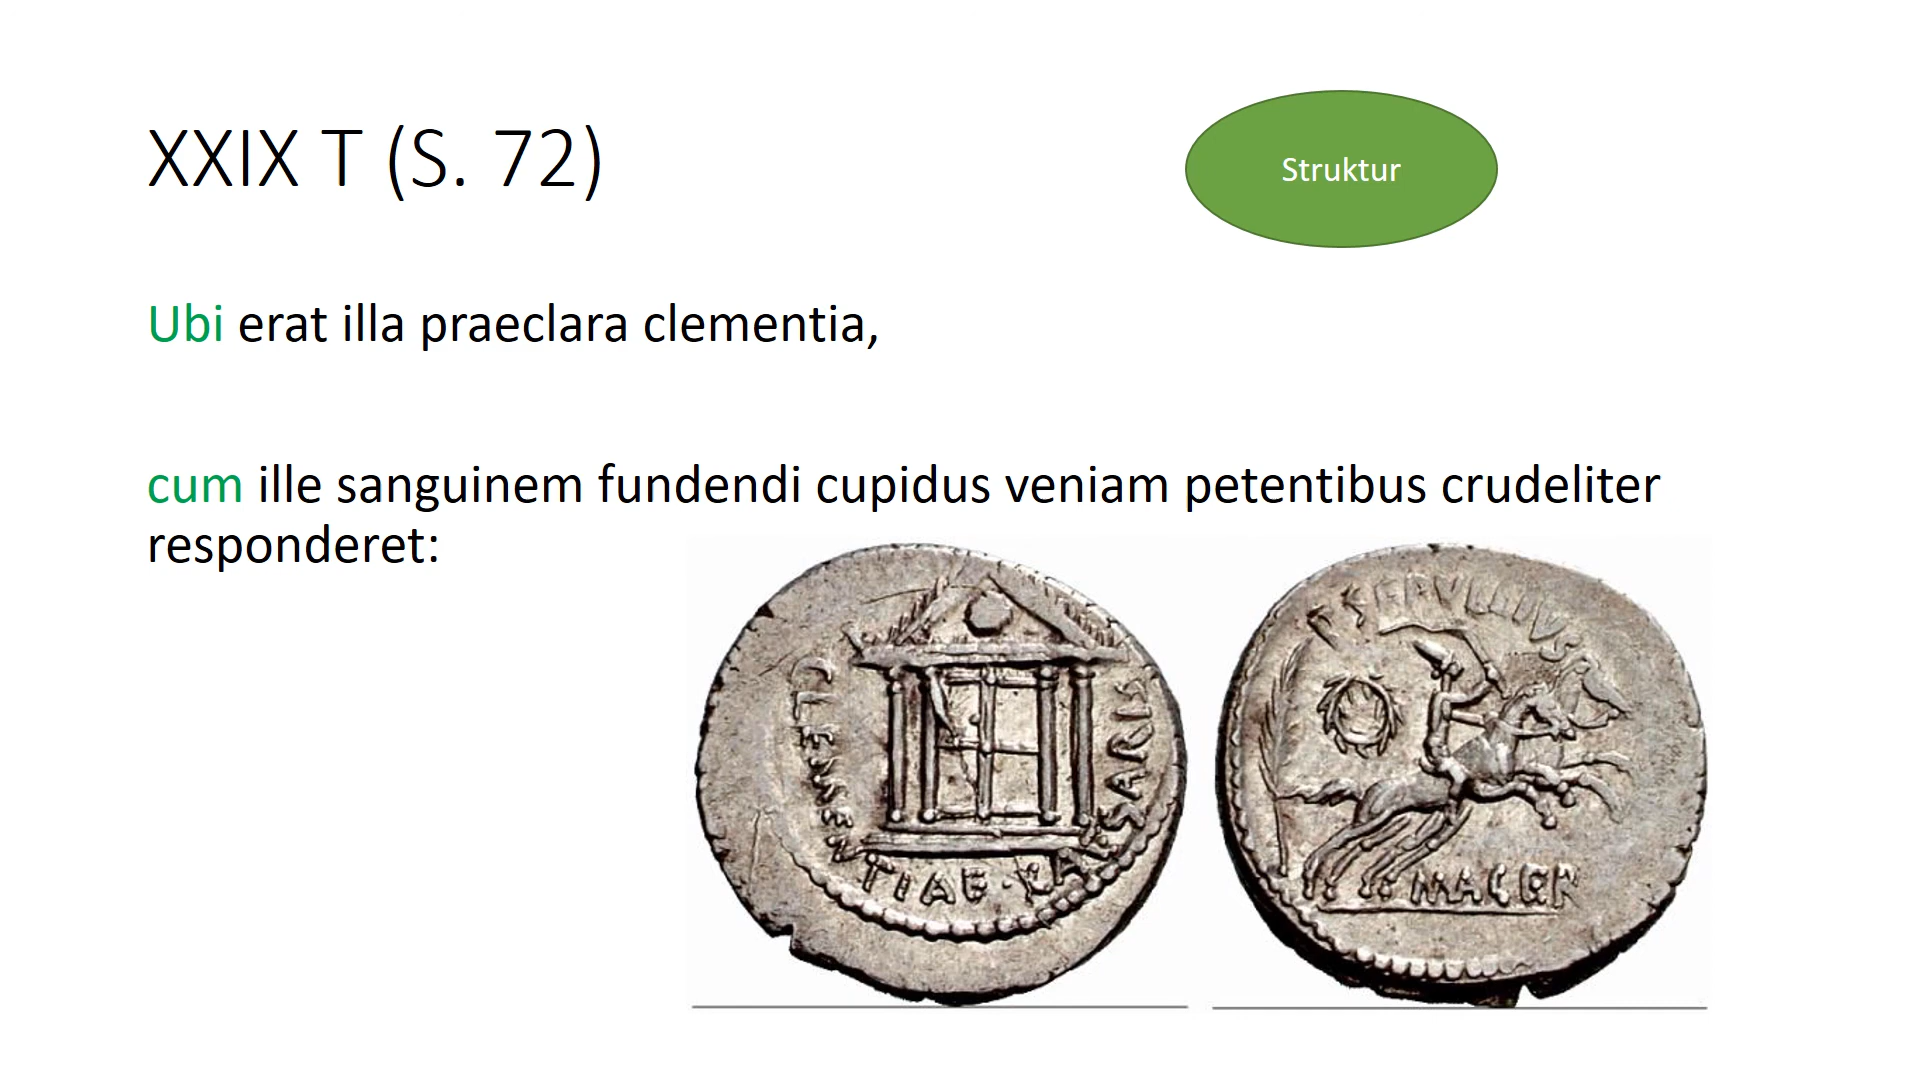 XXIX T (S. 72)
Struktur
Ubi erat illa praeclara clementia,
cum ille sanguinem fundendi cupidus veniam petentibus crudeliter
responderet:
CLEMENTIAE·CAESARIS
P SEPVLLIVS
MACER